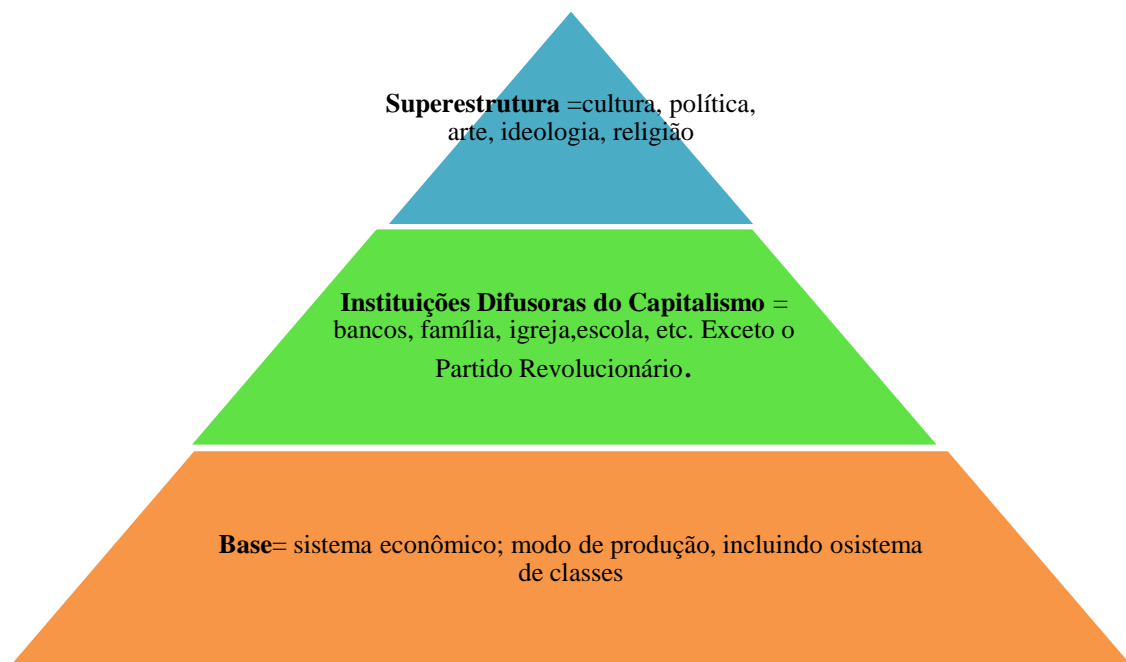 Superestrutura =cultura, política,
arte, ideologia, religião
Instituições Difusoras do Capitalismo =
bancos, família, igreja,escola, etc. Exceto o
Partido Revolucionário.
Base= sistema econômico; modo de produção, incluindo osistema
de classes